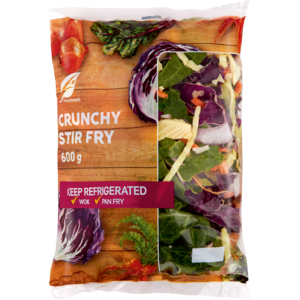 CRUNCHY
STIR FRY
600 g
KEEP REFRIGERATED
✓ WOK ✓ PAN FRY